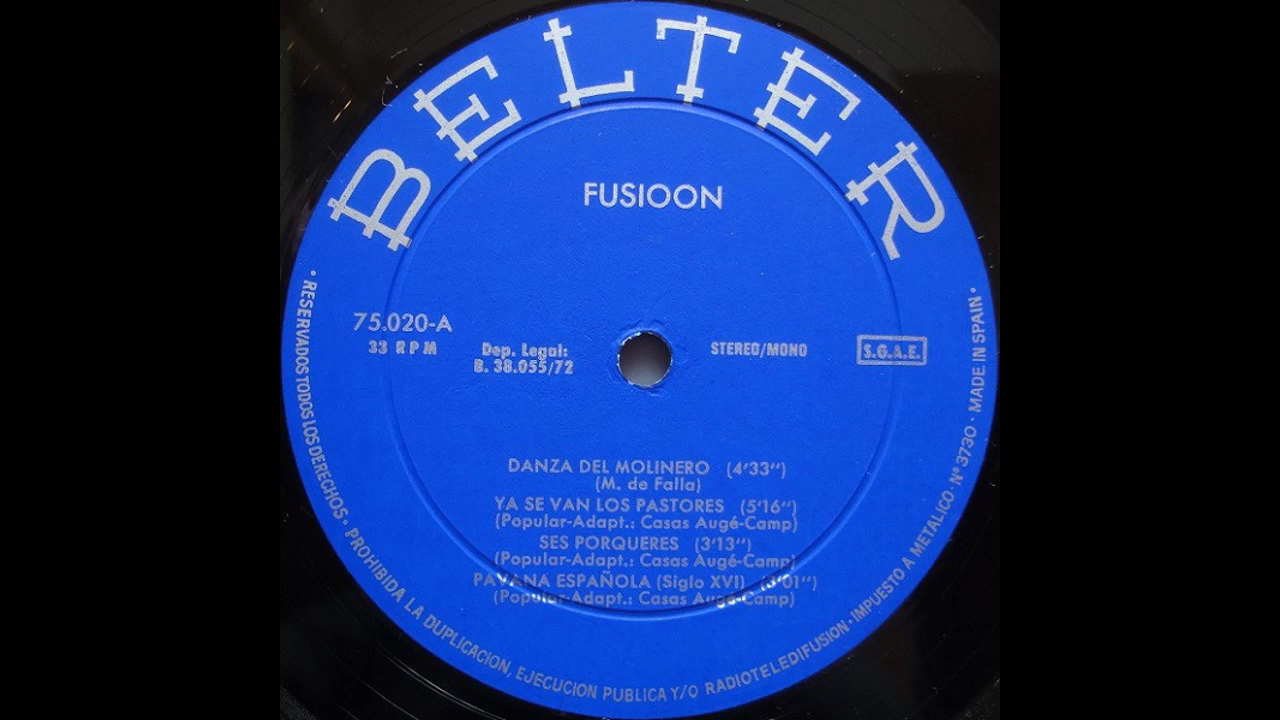 BELTER
FUSIOON
75.020-A
33 RPM
Dep. Legal:
B. 38.055/72
STEREO/MONO
S.G.A.E.
DANZA DEL MOLINERO (4'33")
(M. de Falla)
YA SE VAN LOS PASTORES (5'16")
(Popular-Adapt.: Casas Augé-Camp)
SES PORQUERES (3'13")
(Popular-Adapt.: Casas Augé-Camp)
PAVANA ESPAÑOLA (Siglo XVI)
(Popular-Adapt.: Casas Augé-Camp)
• RESERVADOS TODOS LOS DERECHOS • PROHIBIDA LA DUPLICACION, EJECUCION PUBLICA Y/O RADIOTELEDIFUSION • IMPUESTO A METALICO • Nº 3730 • MADE IN SPAIN •